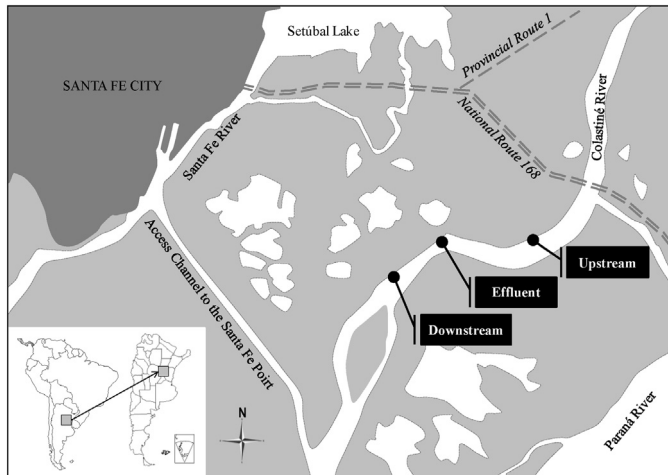 Setúbal Lake
Provincial Route 1
SANTA FE CITY
National Route 168
Colastiné River
Santa Fe River
Access Channel to the Santa Fe Poirt
Upstream
Effluent
Downstream
Paraná River
N